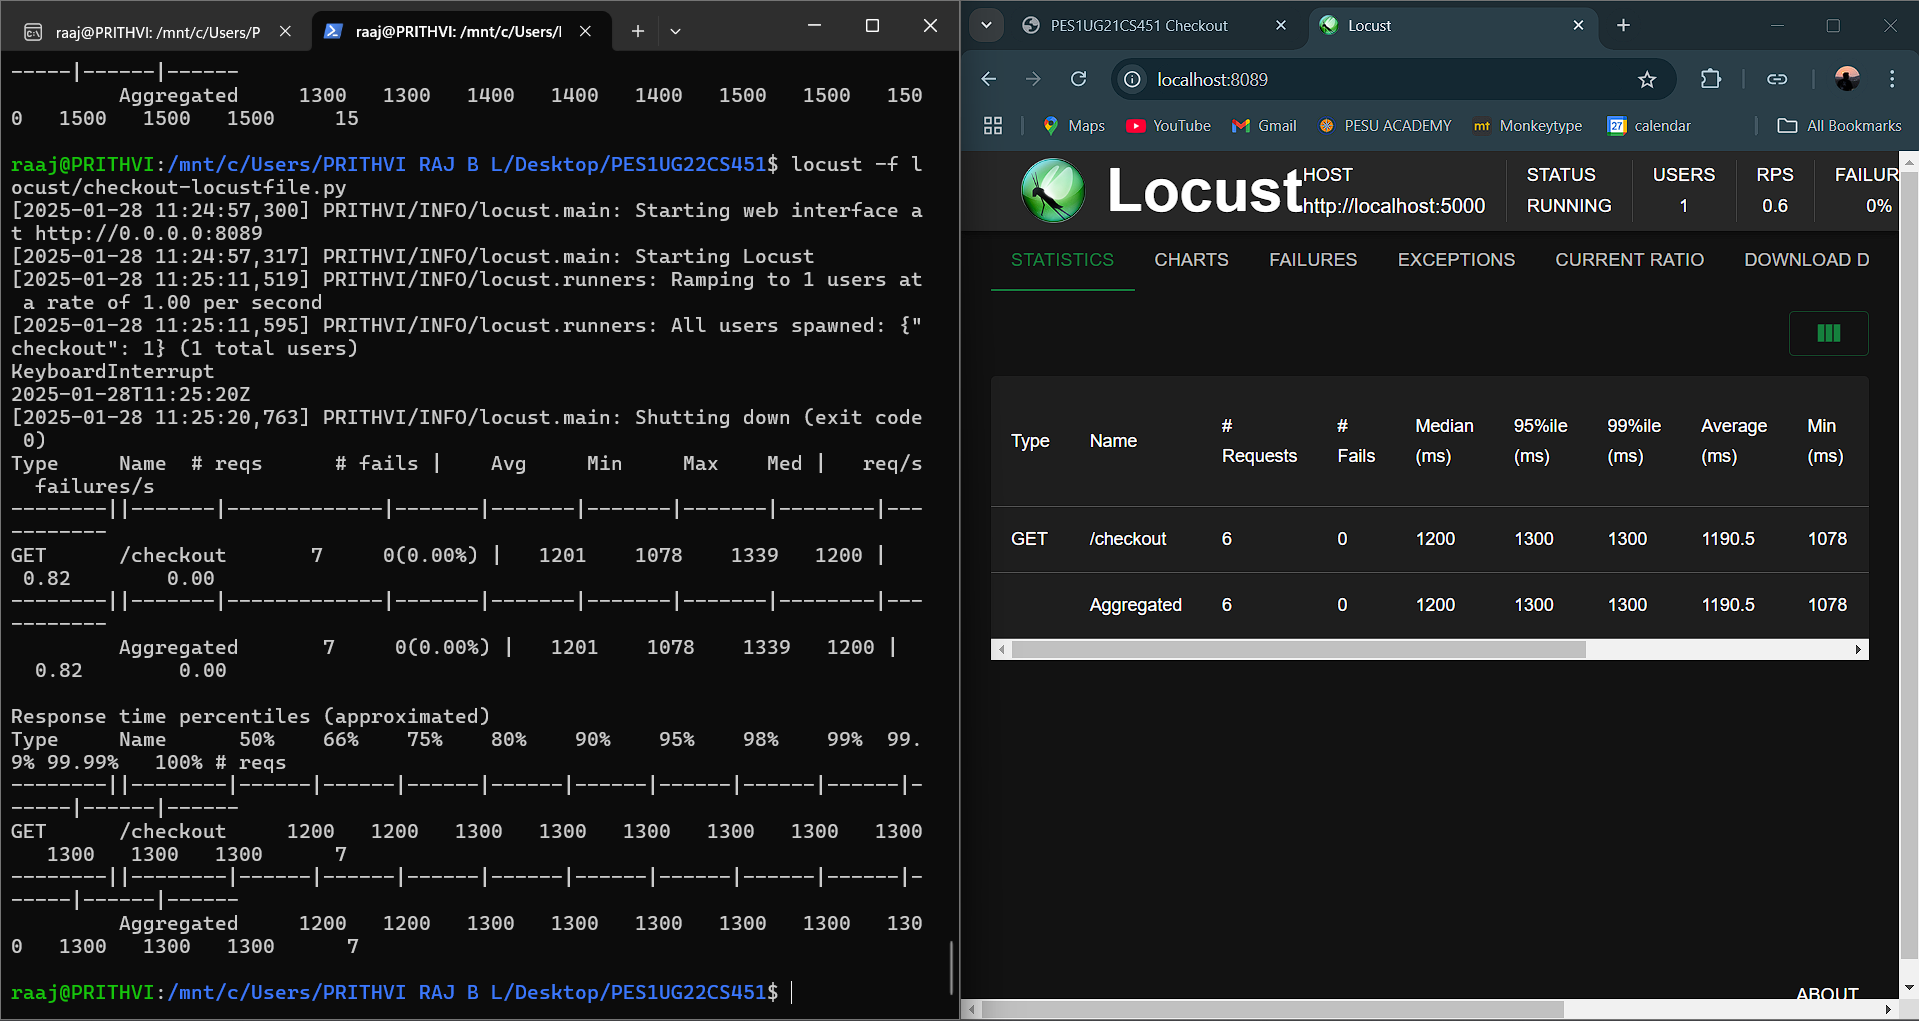 raaj@PRITHVI: /mnt/c/Users/P
raaj@PRITHVI: /mnt/c/Users/I
-----|------|------
Aggregated 1300 1300 1400 1400 1400 1500 1500 150
0 1500 1500 1500 15
raaj@PRITHVI:/mnt/c/Users/PRITHVI RAJ B L/Desktop/PES1UG22CS451$ locust -f l
ocust/checkout-locustfile.py
[2025-01-28 11:24:57,300] PRITHVI/INFO/locust.main: Starting web interface a
t http://0.0.0.0:8089
[2025-01-28 11:24:57,317] PRITHVI/INFO/locust.main: Starting Locust
[2025-01-28 11:25:11,519] PRITHVI/INFO/locust.runners: Ramping to 1 users at
a rate of 1.00 per second
[2025-01-28 11:25:11,595] PRITHVI/INFO/locust.runners: All users spawned: {"
checkout": 1} (1 total users)
KeyboardInterrupt
2025-01-28T11:25:20Z
[2025-01-28 11:25:20,763] PRITHVI/INFO/locust.main: Shutting down (exit code
0)
Type Name # reqs # fails | Avg Min Max Med | req/s
failures/s
--------||-------|-------------|-------|-------|-------|-------|--------|---
--------
GET /checkout 7 0(0.00%) | 1201 1078 1339 1200 |
0.82 0.00
--------||-------|-------------|-------|-------|-------|-------|--------|---
--------
Aggregated 7 0(0.00%) | 1201 1078 1339 1200 |
0.82 0.00
Response time percentiles (approximated)
Type Name 50% 66% 75% 80% 90% 95% 98% 99% 99.
9% 99.99% 100% # reqs
--------||--------|------|------|------|------|------|------|------|------|-
-----|------|------
GET /checkout 1200 1200 1300 1300 1300 1300 1300 1300
1300 1300 1300 7
--------||--------|------|------|------|------|------|------|------|------|-
-----|------|------
Aggregated 1200 1200 1300 1300 1300 1300 1300 130
0 1300 1300 1300 7
raaj@PRITHVI:/mnt/c/Users/PRITHVI RAJ B L/Desktop/PES1UG22CS451$
PES1UG21CS451 Checkout
Locust
localhost:8089
Maps YouTube Gmail PESU ACADEMY mt Monkeytype 27 calendar All Bookmarks
Locust
HOST
http://localhost:5000
STATUS
RUNNING
USERS
1
RPS
0.6
FAILUR
0%
STATISTICS CHARTS FAILURES EXCEPTIONS CURRENT RATIO DOWNLOAD D
Type Name # Requests # Fails Median (ms) 95%ile (ms) 99%ile (ms) Average (ms) Min (ms)
GET /checkout 6 0 1200 1300 1300 1190.5 1078
Aggregated 6 0 1200 1300 1300 1190.5 1078
ABOUT